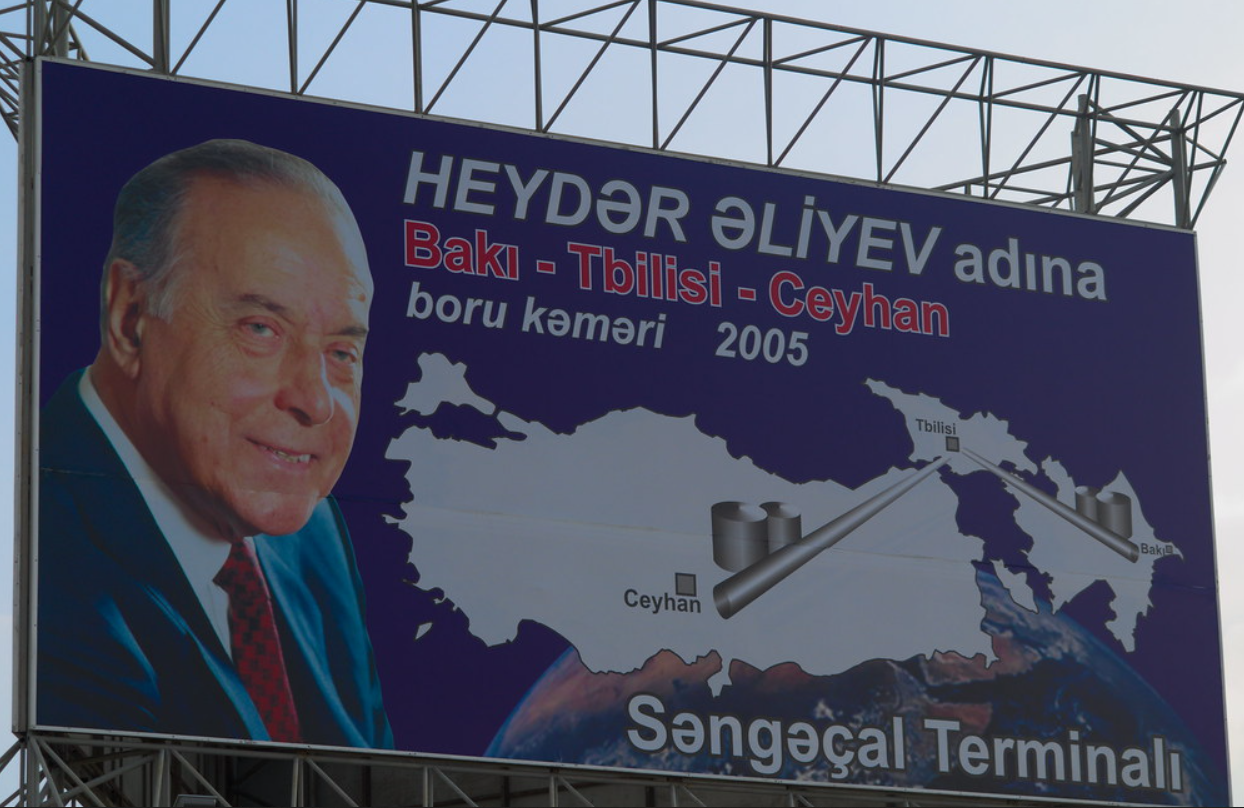 HEYDƏR ƏLİYEV adına
Bakı - Tbilisi - Ceyhan
boru kəməri 2005
Tbilisi
Bakı
Ceyhan
Səngəçal Terminalı